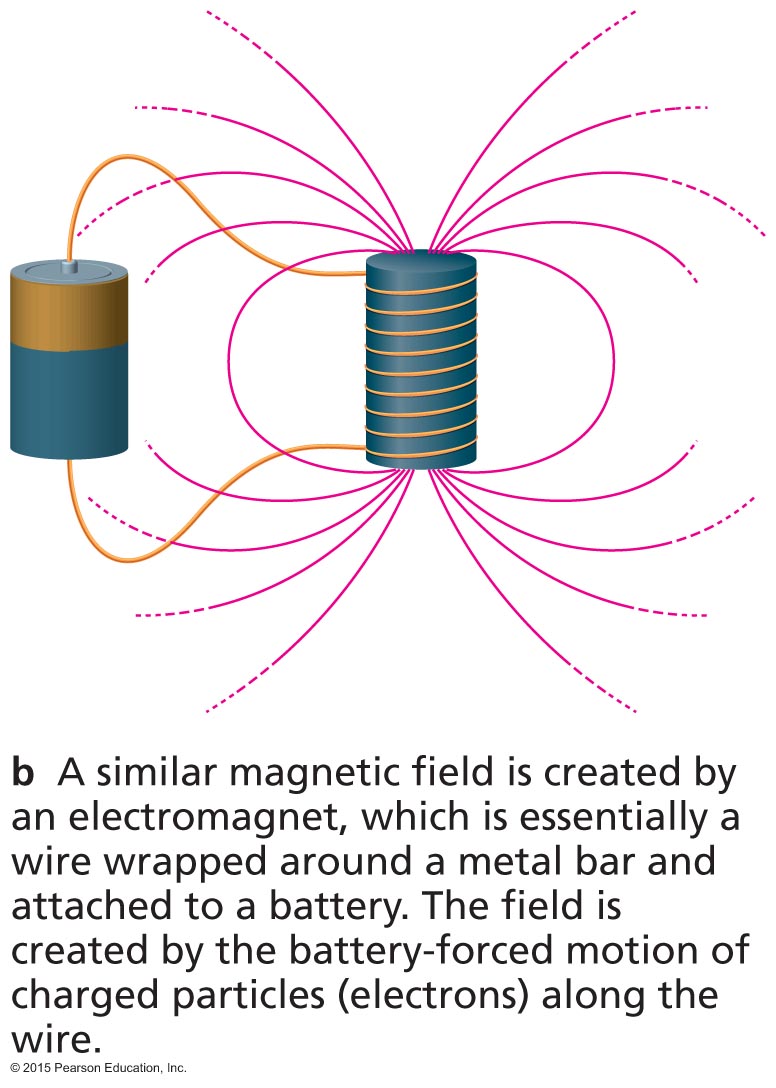 b A similar magnetic field is created by
an electromagnet, which is essentially a
wire wrapped around a metal bar and
attached to a battery. The field is
created by the battery-forced motion of
charged particles (electrons) along the
wire.
© 2015 Pearson Education, Inc.